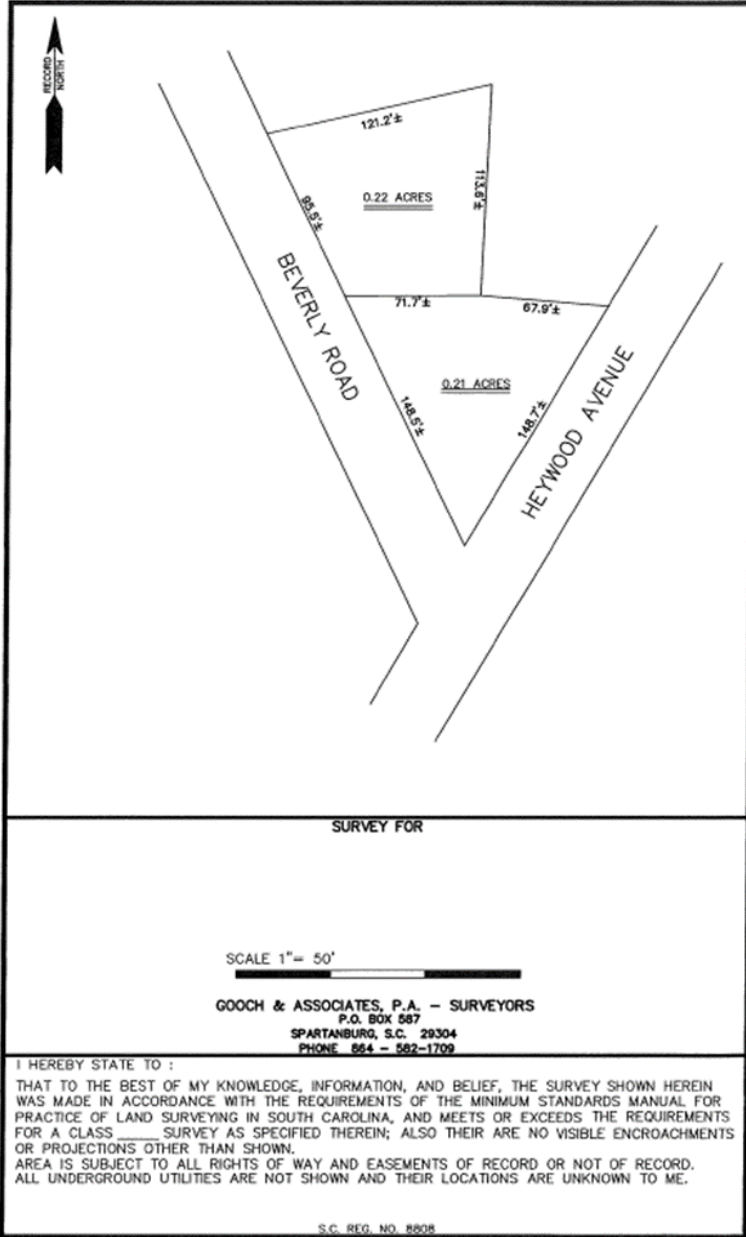 RECORD
NORTH
121.2'±
113.6'±
95.5'±
0.22 ACRES
BEVERLY ROAD
71.7'±
67.9'±
0.21 ACRES
148.5'±
148.7'±
HEYWOOD AVENUE
SURVEY FOR
SCALE 1"= 50'
GOOCH & ASSOCIATES, P.A. – SURVEYORS
P.O. BOX 587
SPARTANBURG, S.C. 29304
PHONE 864 – 582–1709
I HEREBY STATE TO :
THAT TO THE BEST OF MY KNOWLEDGE, INFORMATION, AND BELIEF, THE SURVEY SHOWN HEREIN
WAS MADE IN ACCORDANCE WITH THE REQUIREMENTS OF THE MINIMUM STANDARDS MANUAL FOR
PRACTICE OF LAND SURVEYING IN SOUTH CAROLINA, AND MEETS OR EXCEEDS THE REQUIREMENTS
FOR A CLASS _____ SURVEY AS SPECIFIED THEREIN; ALSO THEIR ARE NO VISIBLE ENCROACHMENTS
OR PROJECTIONS OTHER THAN SHOWN.
AREA IS SUBJECT TO ALL RIGHTS OF WAY AND EASEMENTS OF RECORD OR NOT OF RECORD.
ALL UNDERGROUND UTILITIES ARE NOT SHOWN AND THEIR LOCATIONS ARE UNKNOWN TO ME.
S.C. REG. NO. 8808